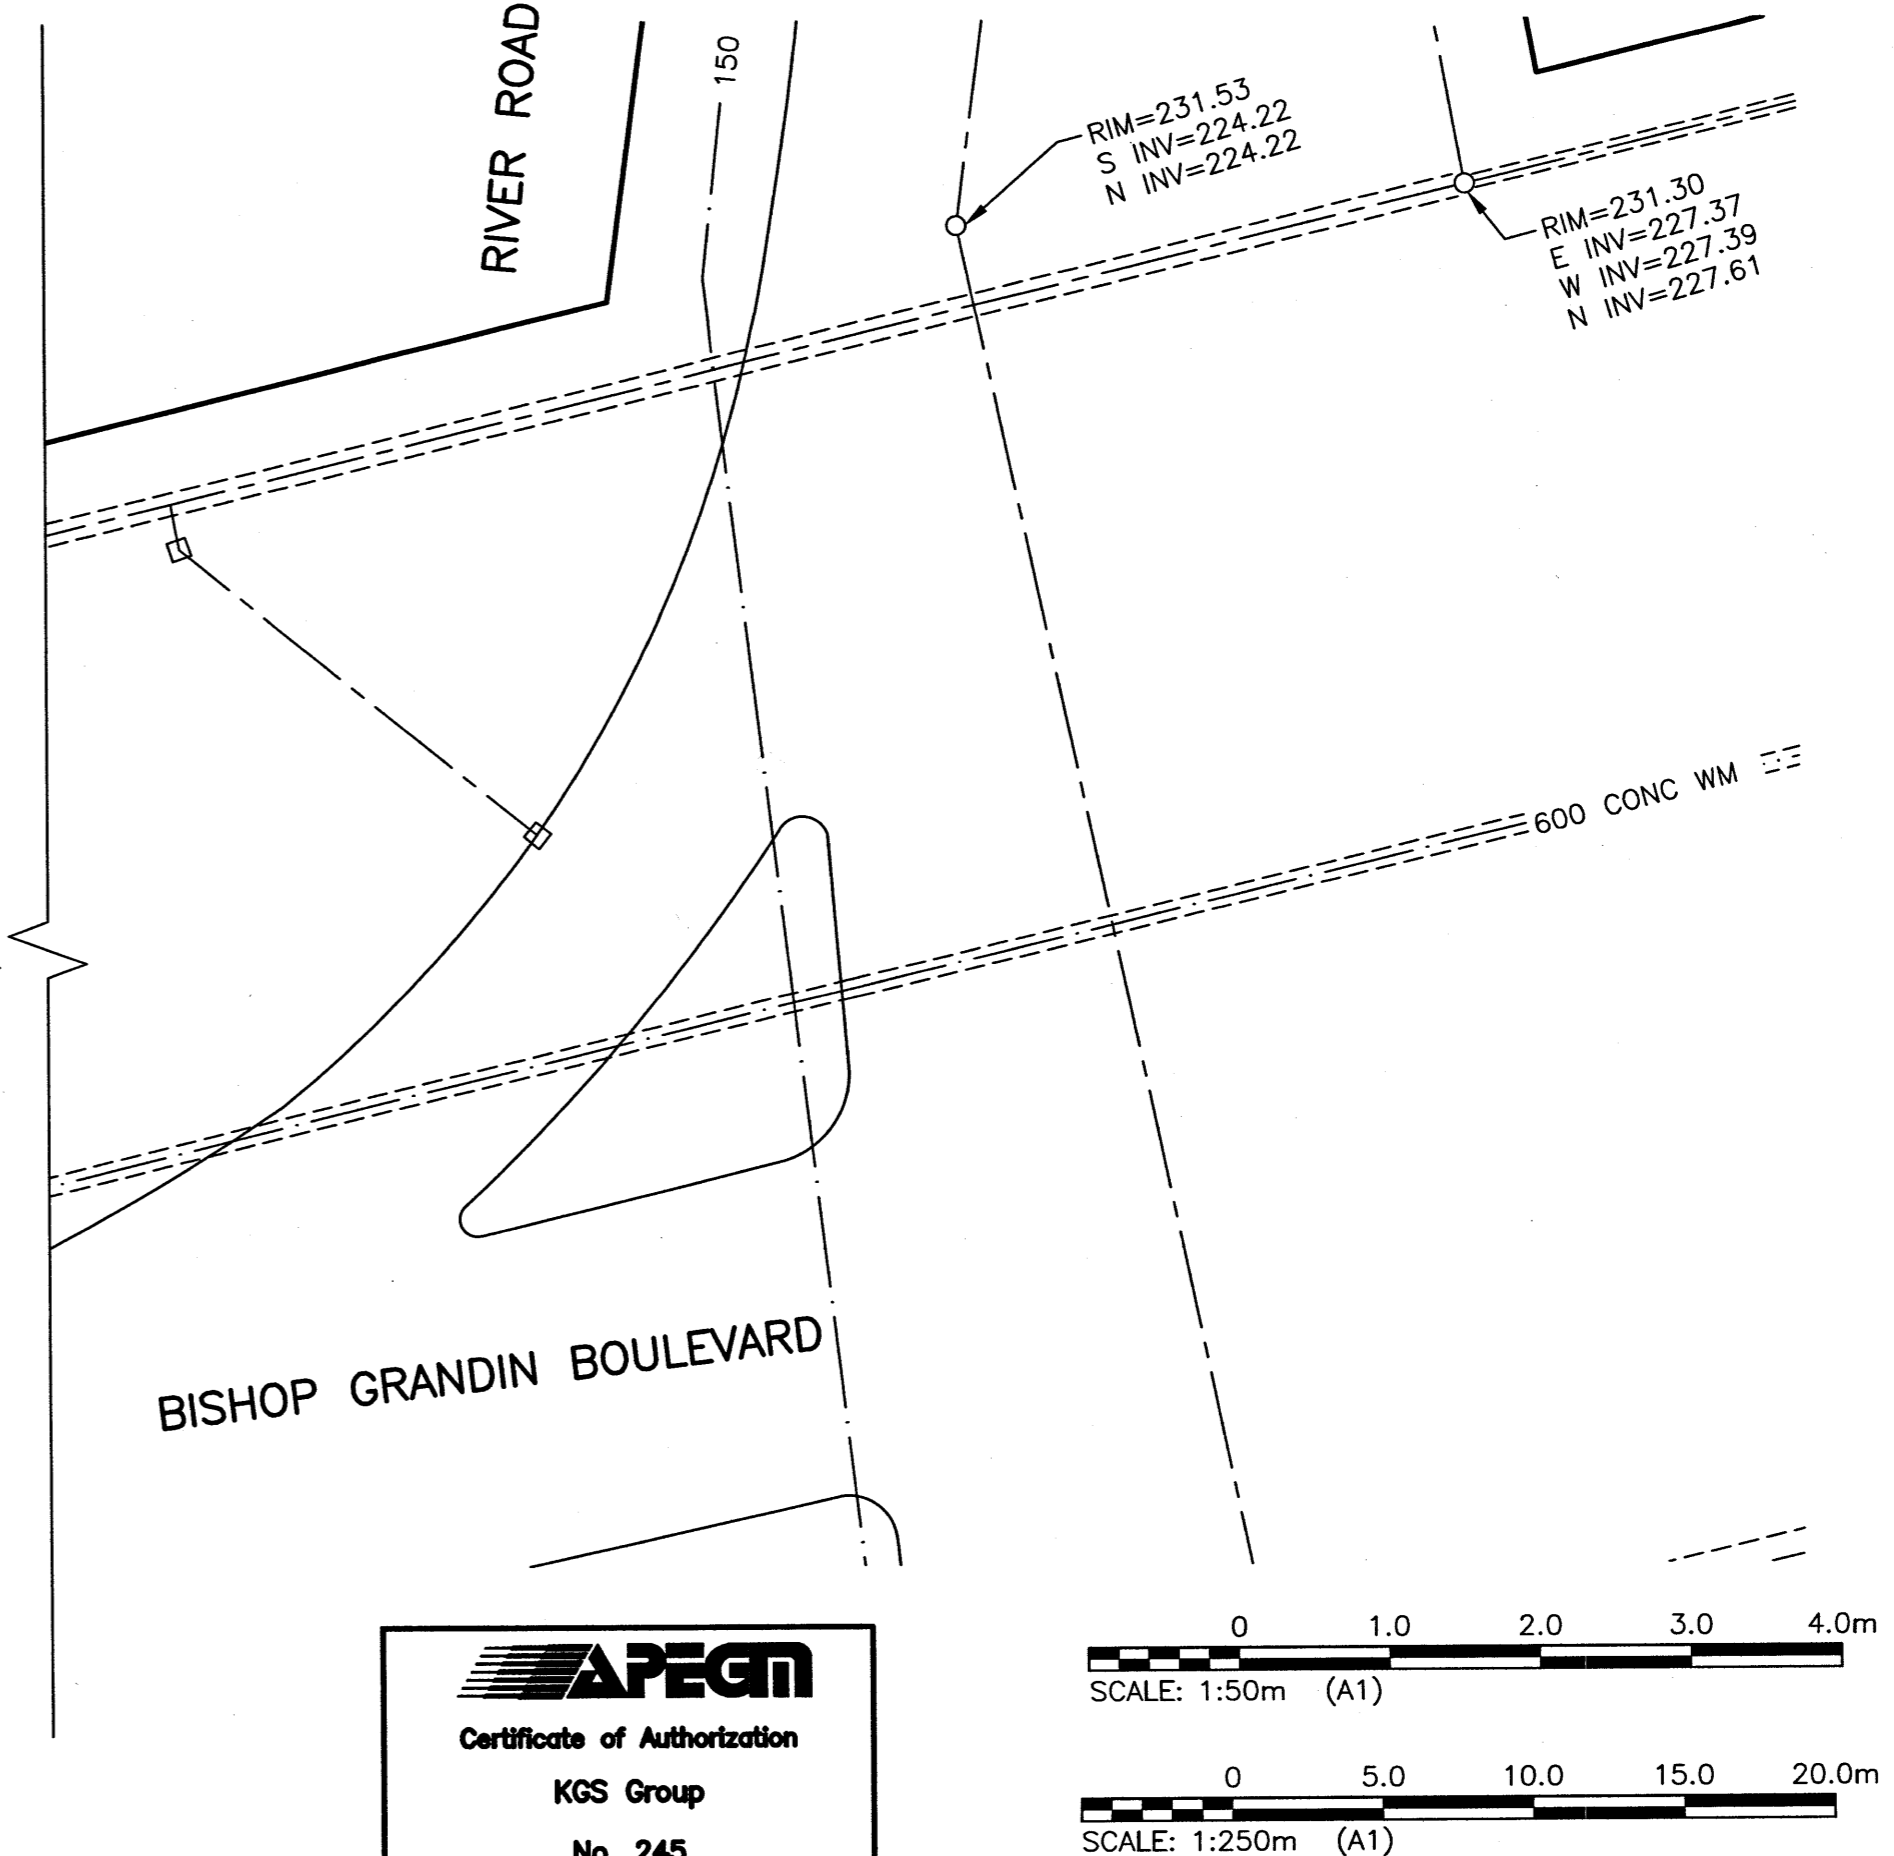 RIVER ROAD
150
RIM=231.53
S INV=224.22
N INV=224.22
RIM=231.30
E INV=227.37
W INV=227.39
N INV=227.61
600 CONC WM
BISHOP GRANDIN BOULEVARD
APEGM
Certificate of Authorization
KGS Group
No. 245
0 1.0 2.0 3.0 4.0m
SCALE: 1:50m (A1)
0 5.0 10.0 15.0 20.0m
SCALE: 1:250m (A1)